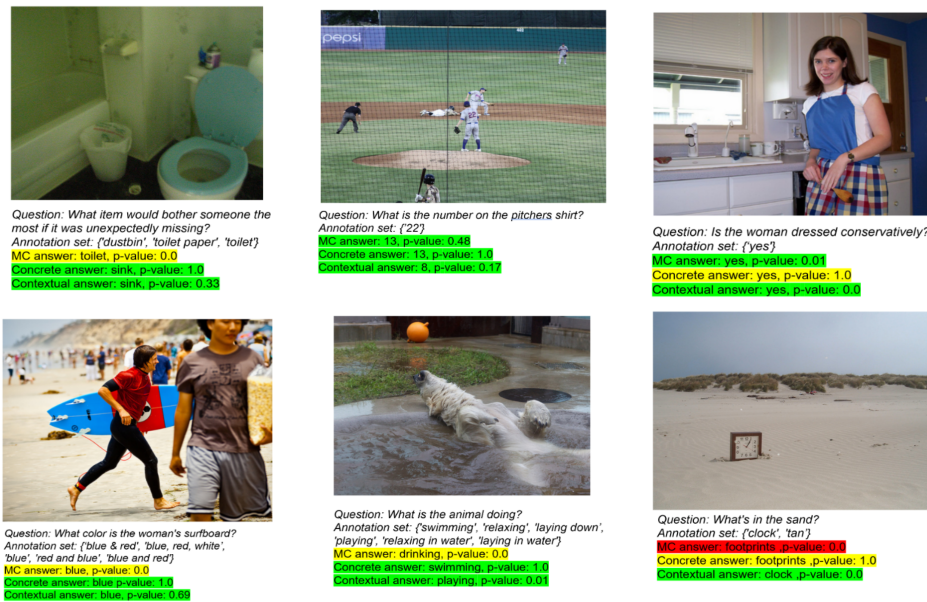 pepsi
22
Question: What item would bother someone the
most if it was unexpectedly missing?
Annotation set: {'dustbin', 'toilet paper', 'toilet'}
MC answer: toilet, p-value: 0.0
Concrete answer: sink, p-value: 1.0
Contextual answer: sink, p-value: 0.33
Question: What is the number on the pitchers shirt?
Annotation set: {'22'}
MC answer: 13, p-value: 0.48
Concrete answer: 13, p-value: 1.0
Contextual answer: 8, p-value: 0.17
Question: Is the woman dressed conservatively?
Annotation set: {'yes'}
MC answer: yes, p-value: 0.01
Concrete answer: yes, p-value: 1.0
Contextual answer: yes, p-value: 0.0
Question: What color is the woman's surfboard?
Annotation set: {'blue & red', 'blue, red, white',
'blue', 'red and blue', 'blue and red'}
MC answer: blue, p-value: 0.0
Concrete answer: blue p-value: 1.0
Contextual answer: blue, p-value: 0.69
Question: What is the animal doing?
Annotation set: {'swimming', 'relaxing', 'laying down',
'playing', 'relaxing in water', 'laying in water'}
MC answer: drinking, p-value: 0.0
Concrete answer: swimming, p-value: 1.0
Contextual answer: playing, p-value: 0.01
Question: What's in the sand?
Annotation set: {'clock', 'tan'}
MC answer: footprints ,p-value: 0.0
Concrete answer: footprints ,p-value: 1.0
Contextual answer: clock ,p-value: 0.0